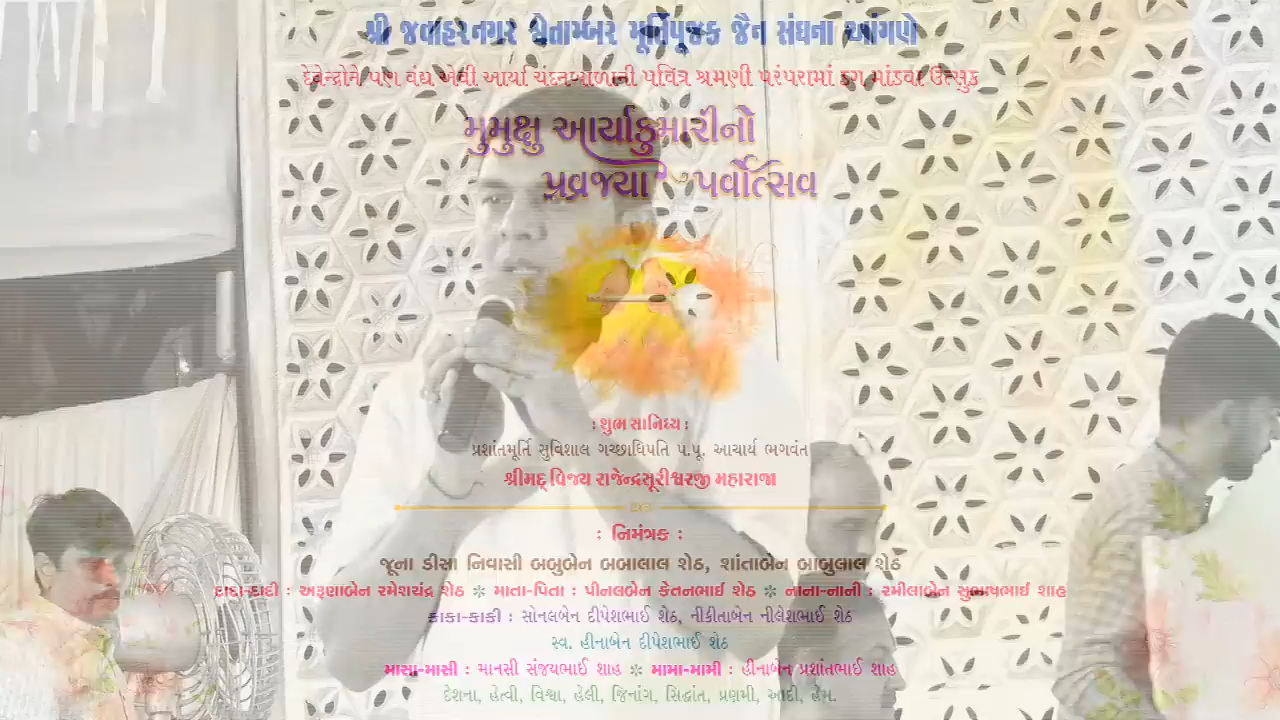 શ્રી જવાહરનગર શ્વેતામ્બર મૂર્તિપૂજક જૈન સંઘના આંગણે
દેવેન્દ્રોને પણ વંદ્ય એવી આર્યા ચંદનબાળાની પવિત્ર શ્રમણી પરંપરામાં ડગ માંડવા ઉત્સુક
મુમુક્ષુ આર્યાકુમારીનો
પ્રવ્રજ્યા પર્વોત્સવ
: શુભ સાનિધ્ય :
પ્રશાંતમૂર્તિ સુવિશાલ ગચ્છાધિપતિ પ.પૂ. આચાર્ય ભગવંત
શ્રીમદ્ વિજય રાજેન્દ્રસૂરીશ્વરજી મહારાજા
: નિમંત્રક :
જૂના ડીસા નિવાસી બબુબેન બબાલાલ શેઠ, શાંતાબેન બાબુલાલ શેઠ
દાદા-દાદી : અરૂણાબેન રમેશચંદ્ર શેઠ ❇ માતા-પિતા : પીનલબેન કેતનભાઈ શેઠ ❇ નાના-નાની : રમીલાબેન સુભાષભાઈ શાહ
કાકા-કાકી : સોનલબેન દીપેશભાઈ શેઠ, નીકીતાબેન નીલેશભાઈ શેઠ
સ્વ. હીનાબેન દીપેશભાઈ શેઠ
માસા-માસી : માનસી સંજયભાઈ શાહ ❇ મામા-મામી : હીનાબેન પ્રશાંતભાઈ શાહ
દેશના, હેત્વી, વિશ્વા, હેલી, જિનાંગ, સિદ્ધાંત, પ્રણમી, આદી, હેમ.